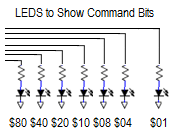 LEDS to Show Command Bits
$80 $40 $20 $10 $08 $04 $01